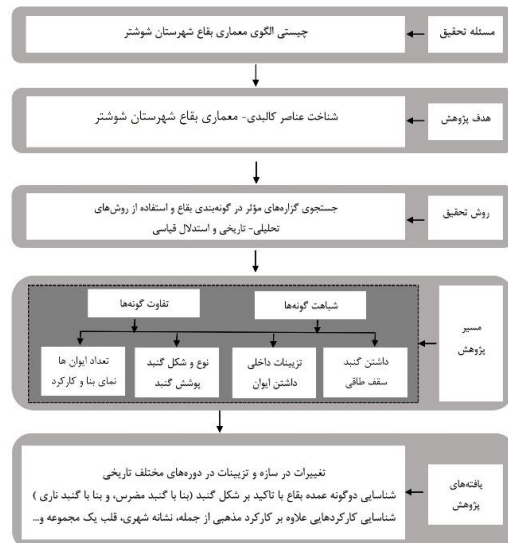 مسئله تحقیق
چیستی الگوی معماری بقاع شهرستان شوشتر
هدف پژوهش
شناخت عناصر کالبدی- معماری بقاع شهرستان شوشتر
روش تحقیق
جستجوی گزاره‌های مؤثر در گونه‌بندی بقاع و استفاده از روش‌های
تحلیلی- تاریخی و استدلال قیاسی
مسیر
پژوهش
شباهت گونه‌ها
تفاوت گونه‌ها
داشتن گنبد
سقف طاقی
تزیینات داخلی
داشتن ایوان
نوع و شکل گنبد
پوشش گنبد
تعداد ایوان ها
نمای بنا و کارکرد
یافته‌های
پژوهش
تغییرات در سازه و تزیینات در دوره‌های مختلف تاریخی
شناسایی دوگونه عمده بقاع با تاکید بر شکل گنبد (بنا با گنبد مضرس، و بنا با گنبد ناری )
شناسایی کارکردهایی علاوه بر کارکرد مذهبی از جمله، نشانه شهری، قلب یک مجموعه و...